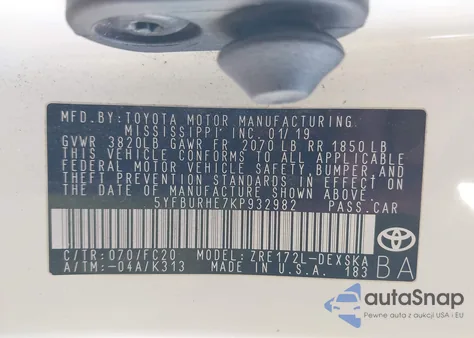 MFD.BY: TOYOTA MOTOR MANUFACTURING
MISSISSIPPI INC. 01/19
GVWR 3820LB GAWR FR 2070 LB RR 1850 LB
THIS VEHICLE CONFORMS TO ALL APPLICABLE
FEDERAL MOTOR VEHICLE SAFETY, BUMPER, AND
THEFT PREVENTION STANDARDS IN EFFECT ON
THE DATE OF MANUFACTURE SHOWN ABOVE.
5YFBURHE7KP932982 PASS.CAR
C/TR: 070/FC20 MODEL: ZRE172L-DEXSKA
A/TM: -04A/K313 MADE IN U.S.A. 183
TOYOTA
BA
autoSnap
Pewne auta z USA i EU